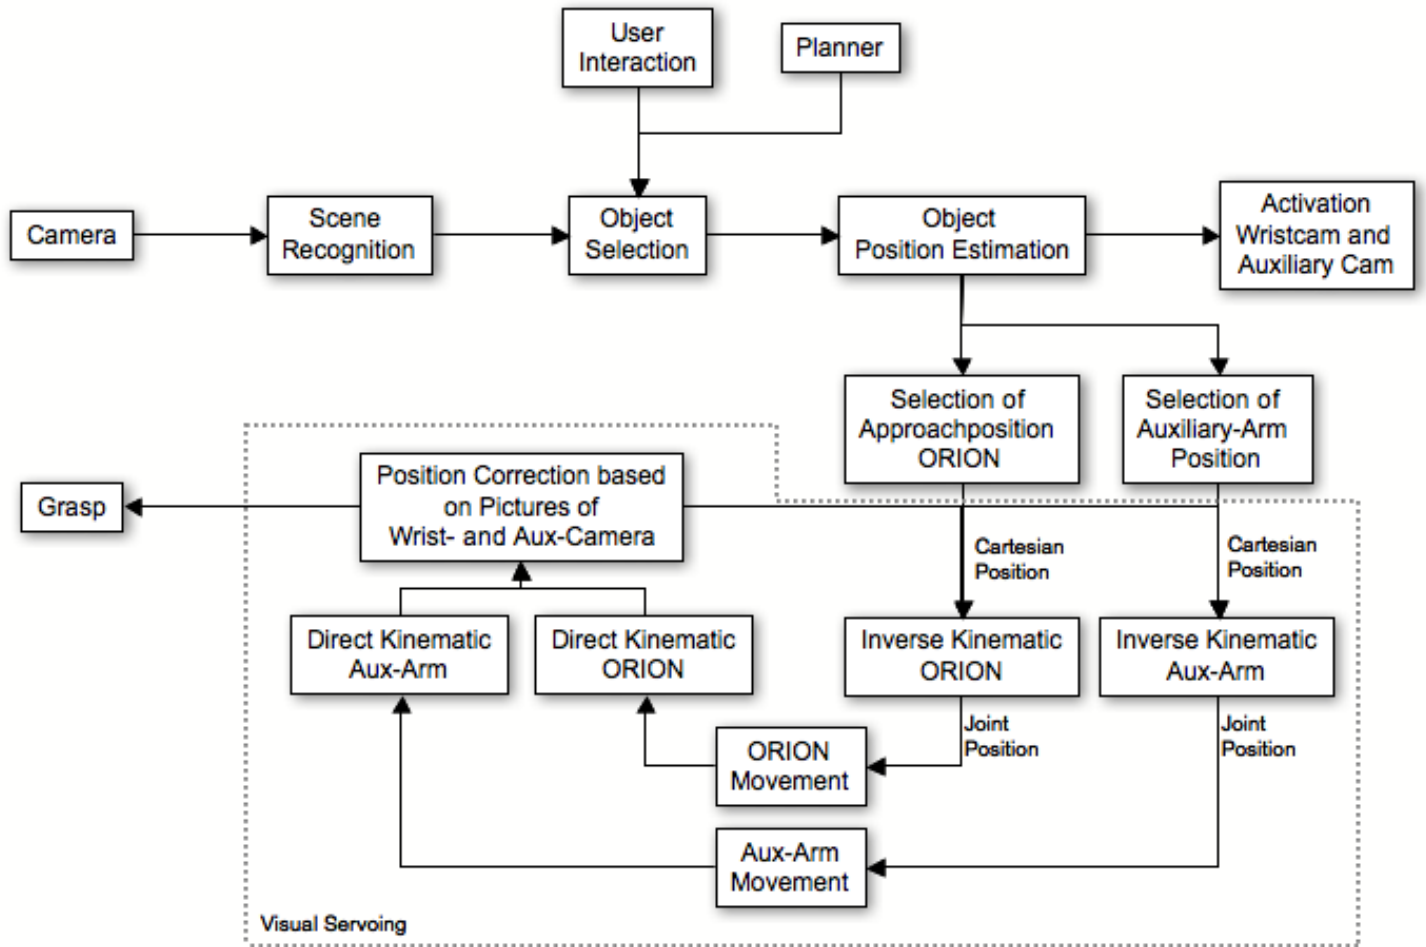 User
Interaction
Planner
Camera
Scene
Recognition
Object
Selection
Object
Position Estimation
Activation
Wristcam and
Auxiliary Cam
Selection of
Approachposition
ORION
Selection of
Auxiliary-Arm
Position
Grasp
Position Correction based
on Pictures of
Wrist- and Aux-Camera
Cartesian
Position
Cartesian
Position
Direct Kinematic
Aux-Arm
Direct Kinematic
ORION
Inverse Kinematic
ORION
Inverse Kinematic
Aux-Arm
Joint
Position
Joint
Position
ORION
Movement
Aux-Arm
Movement
Visual Servoing